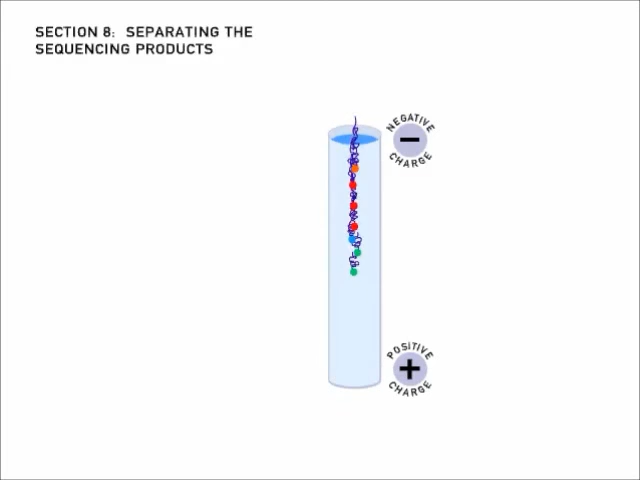 SECTION 8: SEPARATING THE
SEQUENCING PRODUCTS
NEGATIVE
−
CHARGE
POSITIVE
+
CHARGE